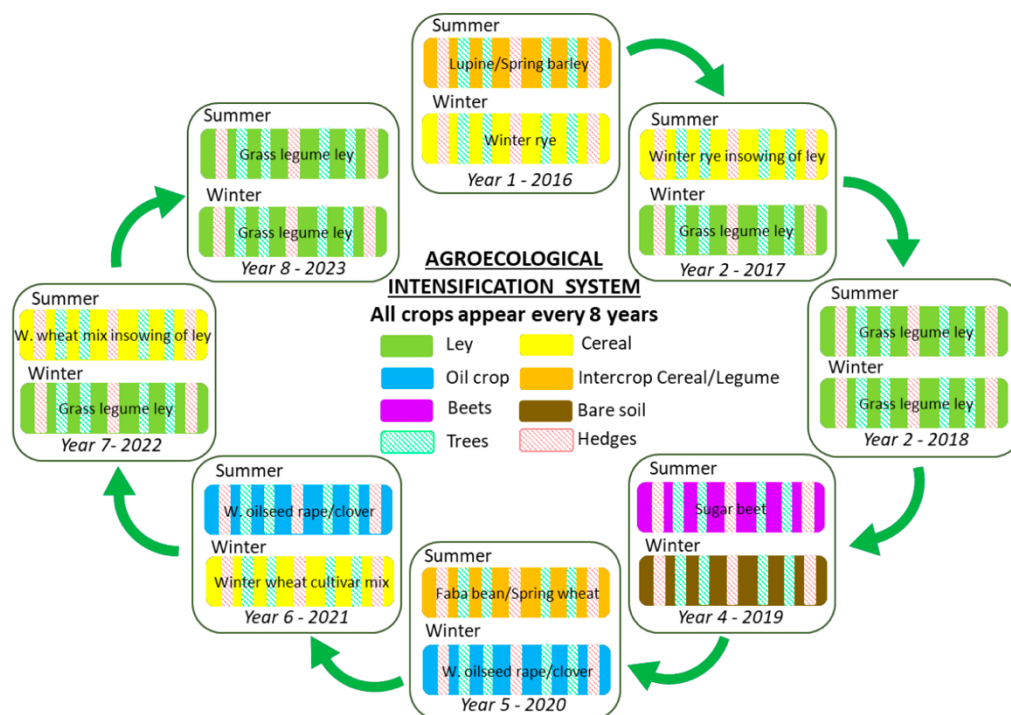 Summer
Lupine/Spring barley
Winter
Winter rye
Year 1 - 2016
Summer
Winter rye insowing of ley
Winter
Grass legume ley
Year 2 - 2017
Summer
Grass legume ley
Winter
Grass legume ley
Year 2 - 2018
Summer
Sugar beet
Winter
Year 4 - 2019
Summer
Faba bean/Spring wheat
Winter
W. oilseed rape/clover
Year 5 - 2020
Summer
W. oilseed rape/clover
Winter
Winter wheat cultivar mix
Year 6 - 2021
Summer
W. wheat mix insowing of ley
Winter
Grass legume ley
Year 7- 2022
Summer
Grass legume ley
Winter
Grass legume ley
Year 8 - 2023
AGROECOLOGICAL
INTENSIFICATION SYSTEM
All crops appear every 8 years
Ley
Cereal
Oil crop
Intercrop Cereal/Legume
Beets
Bare soil
Trees
Hedges